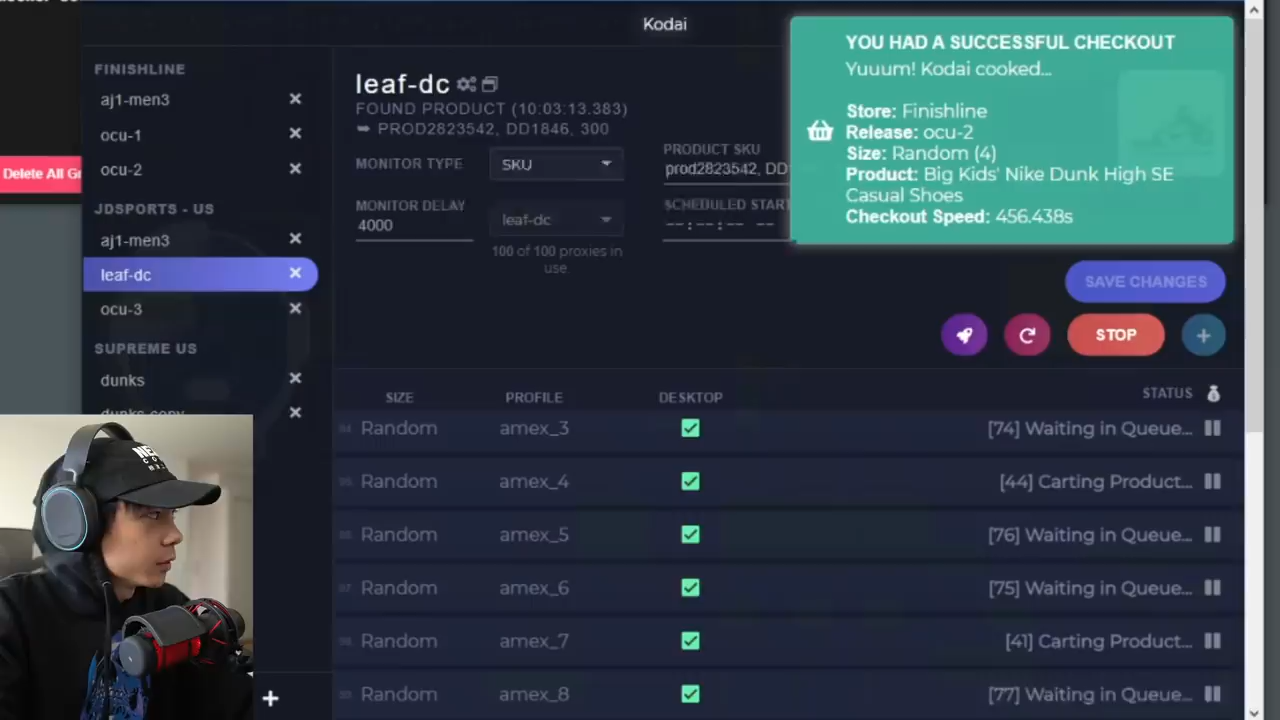 Kodai
FINISHLINE
aj1-men3
ocu-1
ocu-2
JDSPORTS - US
aj1-men3
leaf-dc
ocu-3
SUPREME US
dunks
dunks copy
Delete All Gr
leaf-dc
FOUND PRODUCT (10:03:13.383)
➥ PROD2823542, DD1846, 300
MONITOR TYPE
SKU
PRODUCT SKU
prod2823542, DD1
MONITOR DELAY
4000
leaf-dc
100 of 100 proxies in
use.
SCHEDULED START
--:--:-- --
YOU HAD A SUCCESSFUL CHECKOUT
Yuuum! Kodai cooked...
Store: Finishline
Release: ocu-2
Size: Random (4)
Product: Big Kids' Nike Dunk High SE
Casual Shoes
Checkout Speed: 456.438s
SAVE CHANGES
STOP
SIZE PROFILE DESKTOP STATUS
Random amex_3 [74] Waiting in Queue...
Random amex_4 [44] Carting Product...
Random amex_5 [76] Waiting in Queue...
Random amex_6 [75] Waiting in Queue...
Random amex_7 [41] Carting Product...
Random amex_8 [77] Waiting in Queue...